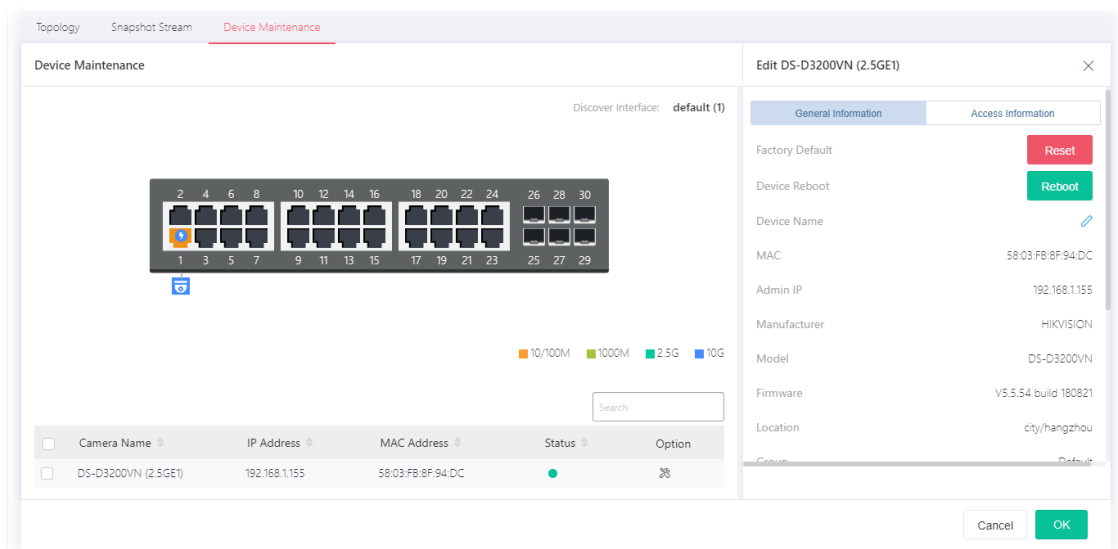 Topology Snapshot Stream Device Maintenance
Device Maintenance
Discover Interface: default (1)
2 4 6 8 10 12 14 16 18 20 22 24 26 28 30
1 3 5 7 9 11 13 15 17 19 21 23 25 27 29
10/100M 1000M 2.5G 10G
Search
Camera Name IP Address MAC Address Status Option
DS-D3200VN (2.5GE1) 192.168.1.155 58:03:FB:8F:94:DC
Edit DS-D3200VN (2.5GE1)
General Information Access Information
Factory Default Reset
Device Reboot Reboot
Device Name
MAC 58:03:FB:8F:94:DC
Admin IP 192.168.1.155
Manufacturer HIKVISION
Model DS-D3200VN
Firmware V5.5.54 build 180821
Location city/hangzhou
Group Default
Cancel OK